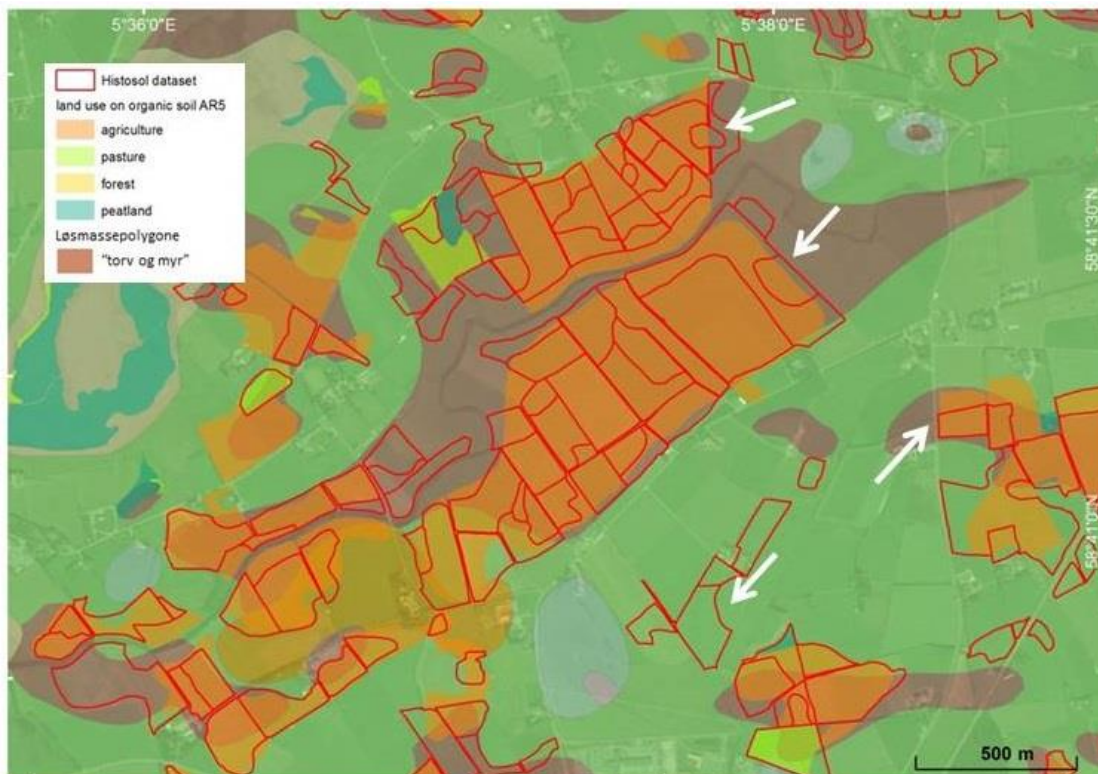 5°36'0"E
5°38'0"E
Histosol dataset
land use on organic soil AR5
agriculture
pasture
forest
peatland
Løsmassepolygone
"torv og myr"
58°41'30"N
58°41'0"N
500 m